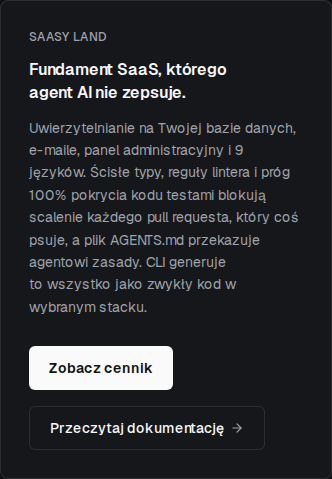 SAASY LAND
Fundament SaaS, którego
agent AI nie zepsuje.
Uwierzytelnianie na Twojej bazie danych,
e-maile, panel administracyjny i 9
języków. Ścisłe typy, reguły lintera i próg
100% pokrycia kodu testami blokują
scalenie każdego pull requesta, który coś
psuje, a plik AGENTS.md przekazuje
agentowi zasady. CLI generuje
to wszystko jako zwykły kod w
wybranym stacku.
Zobacz cennik
Przeczytaj dokumentację →